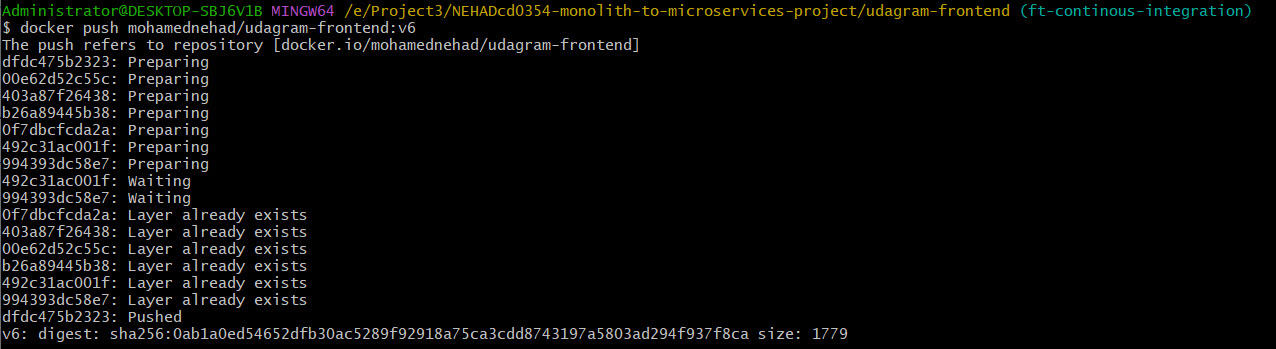 Administrator@DESKTOP-SBJ6V1B MINGW64 /e/Project3/NEHADcd0354-monolith-to-microservices-project/udagram-frontend (ft-continous-integration)
$ docker push mohamednehad/udagram-frontend:v6
The push refers to repository [docker.io/mohamednehad/udagram-frontend]
dfdc475b2323: Preparing
00e62d52c55c: Preparing
403a87f26438: Preparing
b26a89445b38: Preparing
0f7dbcfcda2a: Preparing
492c31ac001f: Preparing
994393dc58e7: Preparing
492c31ac001f: Waiting
994393dc58e7: Waiting
0f7dbcfcda2a: Layer already exists
403a87f26438: Layer already exists
00e62d52c55c: Layer already exists
b26a89445b38: Layer already exists
492c31ac001f: Layer already exists
994393dc58e7: Layer already exists
dfdc475b2323: Pushed
v6: digest: sha256:0ab1a0ed54652dfb30ac5289f92918a75ca3cdd8743197a5803ad294f937f8ca size: 1779